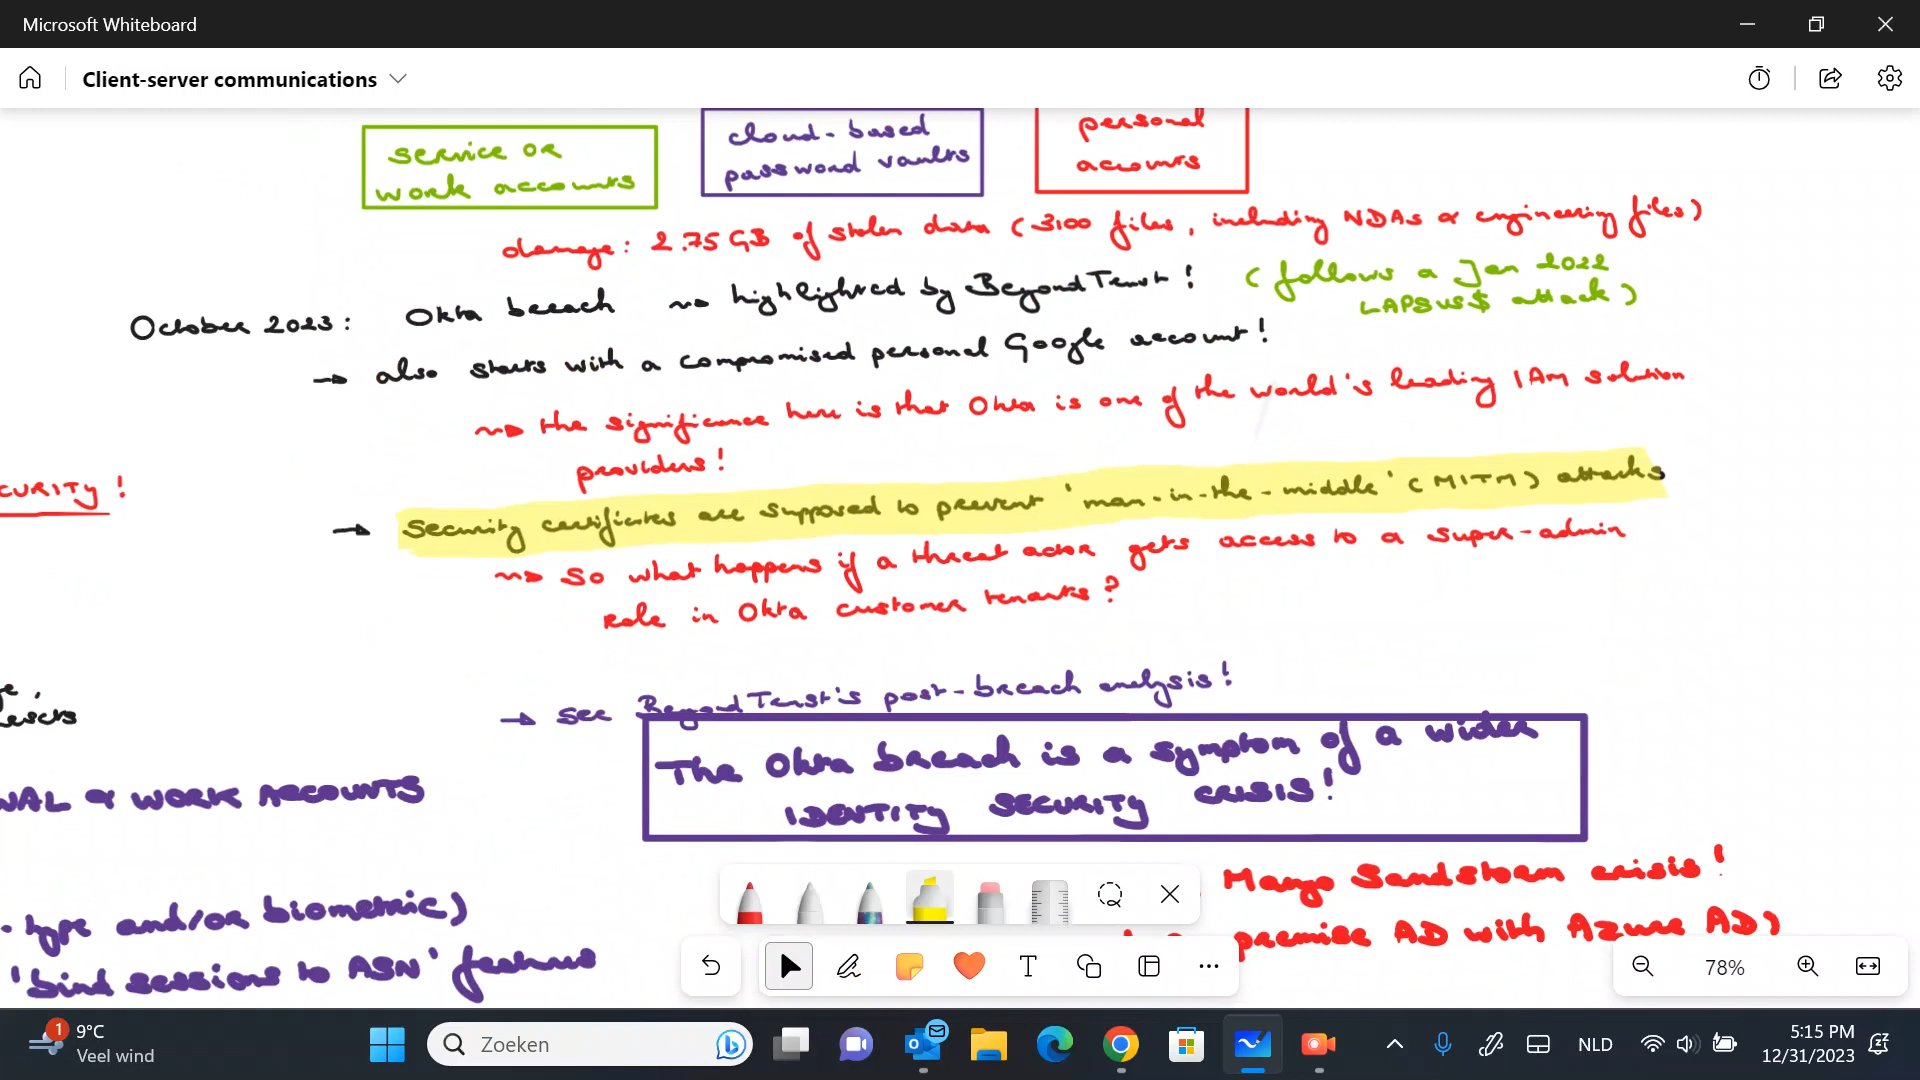 Microsoft Whiteboard
Client-server communications
service or
work accounts
cloud-based
password vaults
personal
accounts
damage: 2.75 GB of stolen data (3100 files, including NDAs & engineering files)
October 2023: Okta breach ~> highlighted by BeyondTrust! (follows a Jan 2022
LAPSUS$ attack)
→ also starts with a compromised personal Google account!
~> the significance here is that Okta is one of the world's leading IAM solution
providers!
CURITY!
→ Security certificates are supposed to prevent 'man-in-the-middle' (MITM) attacks
~> So what happens if a threat actor gets access to a super-admin
role in Okta customer tenants?
→ see BeyondTrust's post-breach analysis!
The Okta breach is a symptom of a wider
IDENTITY SECURITY CRISIS!
NAL & WORK ACCOUNTS
Mango Sandstorm crisis!
type and/or biometric)
premise AD with Azure AD)
'bind sessions to ASN' feature
78%
1
9°C
Veel wind
Zoeken
NLD
5:15 PM
12/31/2023